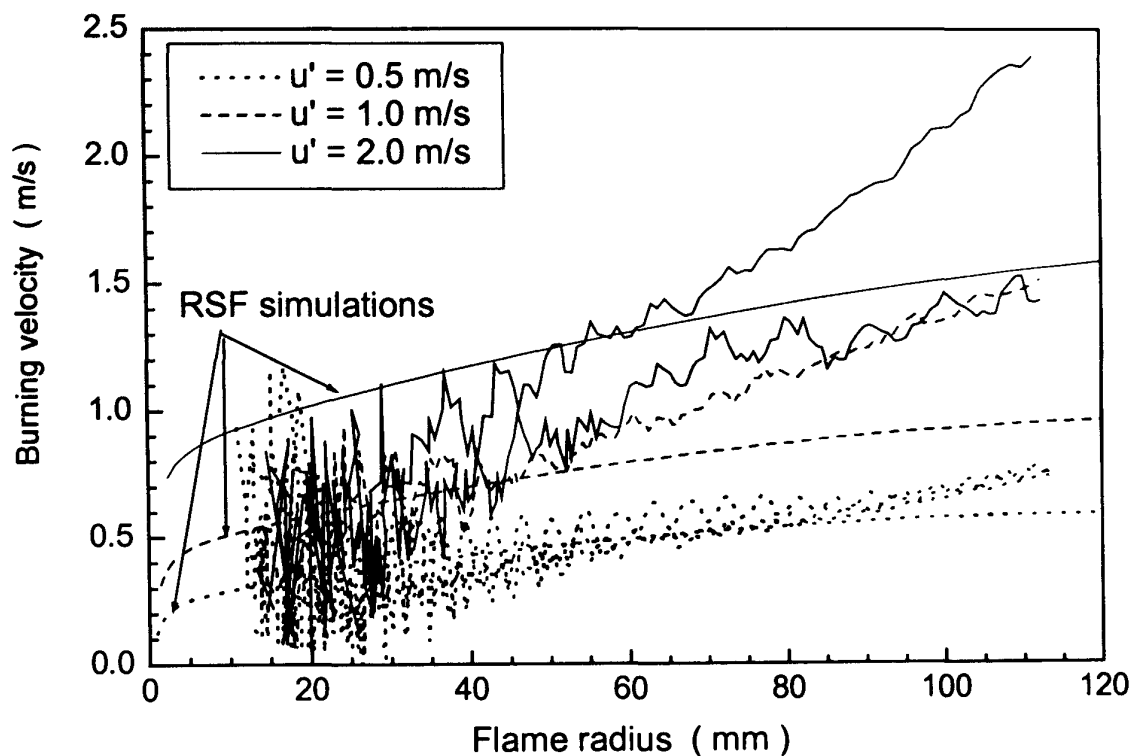 2.5
2.0
1.5
1.0
0.5
0.0
Burning velocity ( m/s )
u' = 0.5 m/s
u' = 1.0 m/s
u' = 2.0 m/s
RSF simulations
0 20 40 60 80 100 120
Flame radius ( mm )